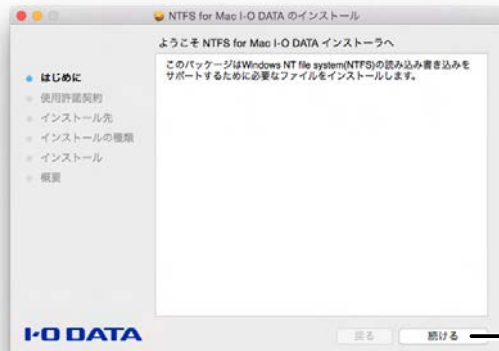 NTFS for Mac I-O DATA のインストール
ようこそ NTFS for Mac I-O DATA インストーラへ
はじめに
使用許諾契約
インストール先
インストールの種類
インストール
概要
このパッケージはWindows NT file system(NTFS)の読み込み書き込みを
サポートするために必要なファイルをインストールします。
I-O DATA
戻る
続ける